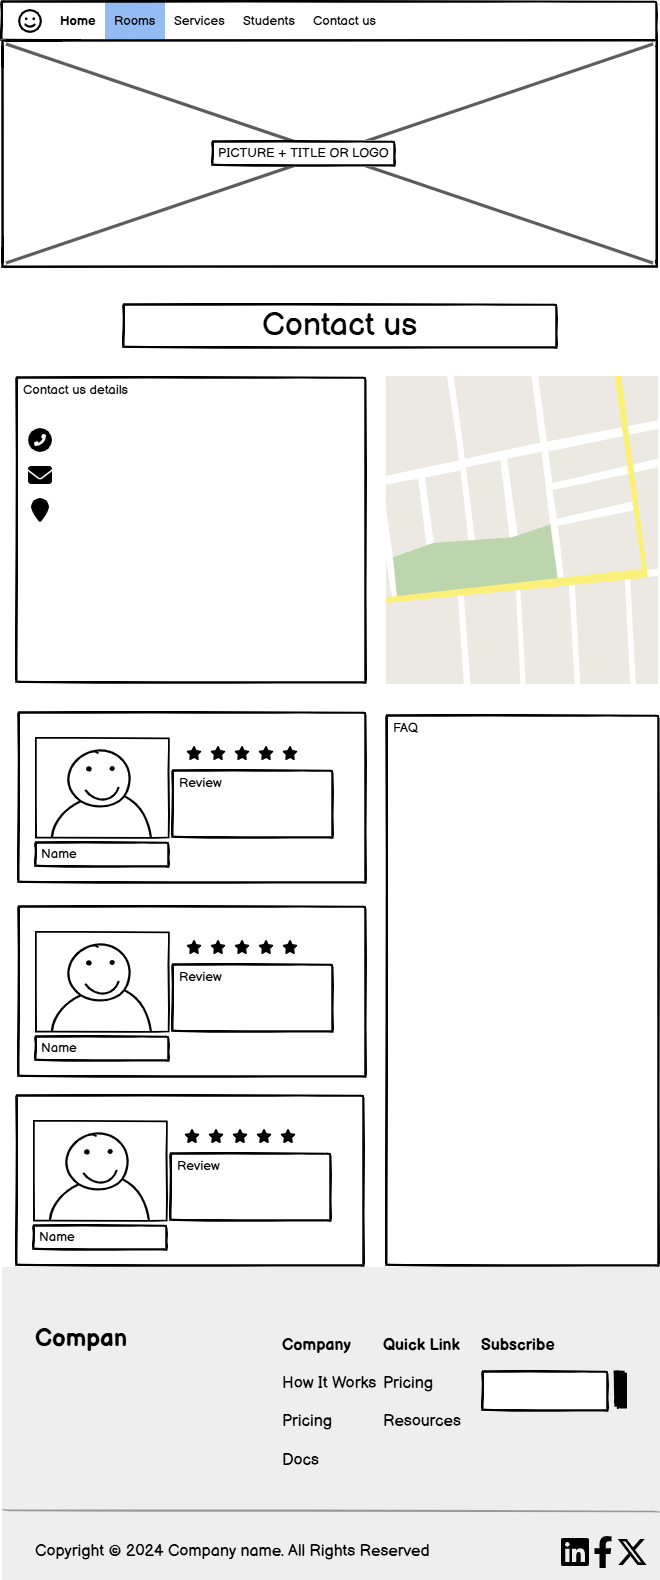 Home Rooms Services Students Contact us
PICTURE + TITLE OR LOGO
Contact us
Contact us details
Review
Name
Review
Name
Review
Name
FAQ
Compan
Company
How It Works
Pricing
Docs
Quick Link
Pricing
Resources
Subscribe
Copyright © 2024 Company name. All Rights Reserved